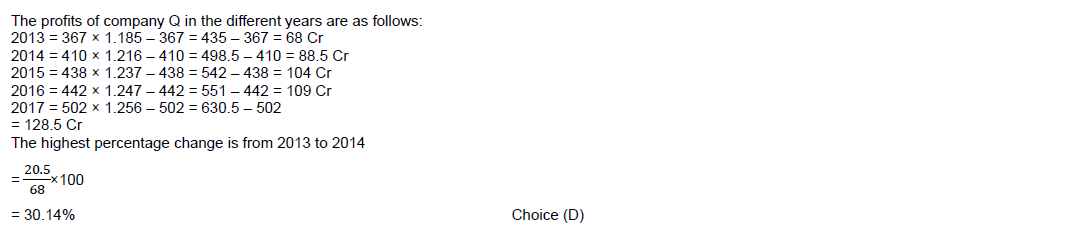 The profits of company Q in the different years are as follows:
2013 = 367 × 1.185 – 367 = 435 – 367 = 68 Cr
2014 = 410 × 1.216 – 410 = 498.5 – 410 = 88.5 Cr
2015 = 438 × 1.237 – 438 = 542 – 438 = 104 Cr
2016 = 442 × 1.247 – 442 = 551 – 442 = 109 Cr
2017 = 502 × 1.256 – 502 = 630.5 – 502
= 128.5 Cr
The highest percentage change is from 2013 to 2014
= 20.5/68 ×100
= 30.14% Choice (D)